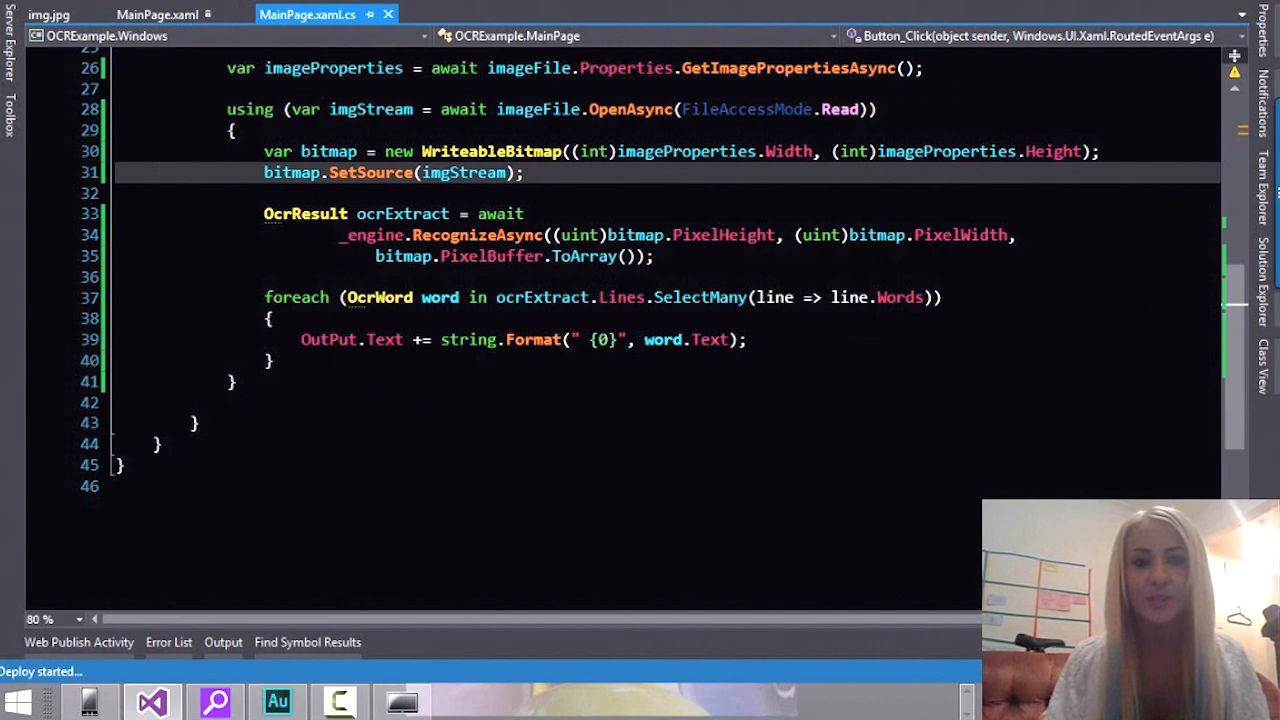 img.jpg MainPage.xaml MainPage.xaml.cs
OCRExample.Windows OCRExample.MainPage Button_Click(object sender, Windows.UI.Xaml.RoutedEventArgs e)
Server Explorer
Toolbox
25
26 var imageProperties = await imageFile.Properties.GetImagePropertiesAsync();
27
28 using (var imgStream = await imageFile.OpenAsync(FileAccessMode.Read))
29 {
30 var bitmap = new WriteableBitmap((int)imageProperties.Width, (int)imageProperties.Height);
31 bitmap.SetSource(imgStream);
32
33 OcrResult ocrExtract = await
34 _engine.RecognizeAsync((uint)bitmap.PixelHeight, (uint)bitmap.PixelWidth,
35 bitmap.PixelBuffer.ToArray());
36
37 foreach (OcrWord word in ocrExtract.Lines.SelectMany(line => line.Words))
38 {
39 OutPut.Text += string.Format(" {0}", word.Text);
40 }
41 }
42
43 }
44 }
45 }
46
Properties
Notifications
Team Explorer
Solution Explorer
Class View
80 %
Web Publish Activity Error List Output Find Symbol Results
Deploy started...
Au C